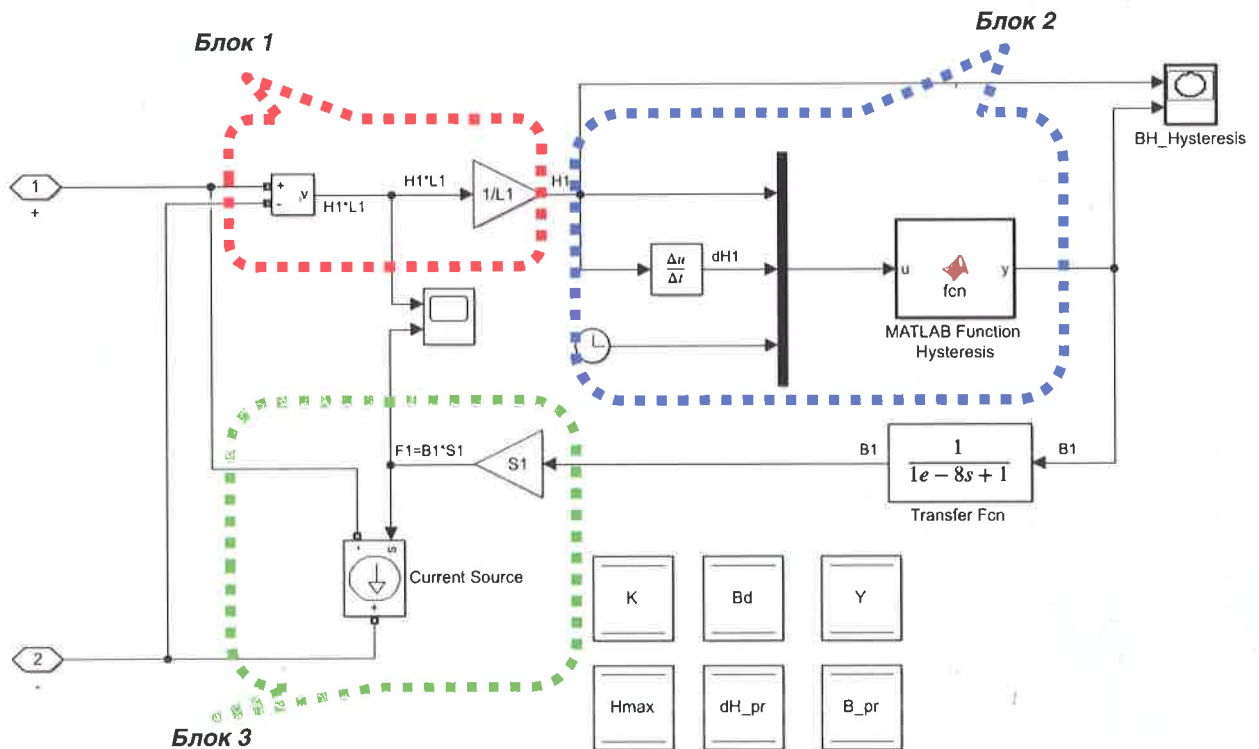 Блок 1
Блок 2
BH_Hysteresis
1
+
+
-
v
H1*L1
H1*L1
1/L1
H1
Δu
Δt
dH1
u
fcn
y
MATLAB Function
Hysteresis
F1=B1*S1
S1
B1
1
1e − 8s + 1
B1
Transfer Fcn
-
s
+
Current Source
2
-
K
Bd
Y
Hmax
dH_pr
B_pr
Блок 3